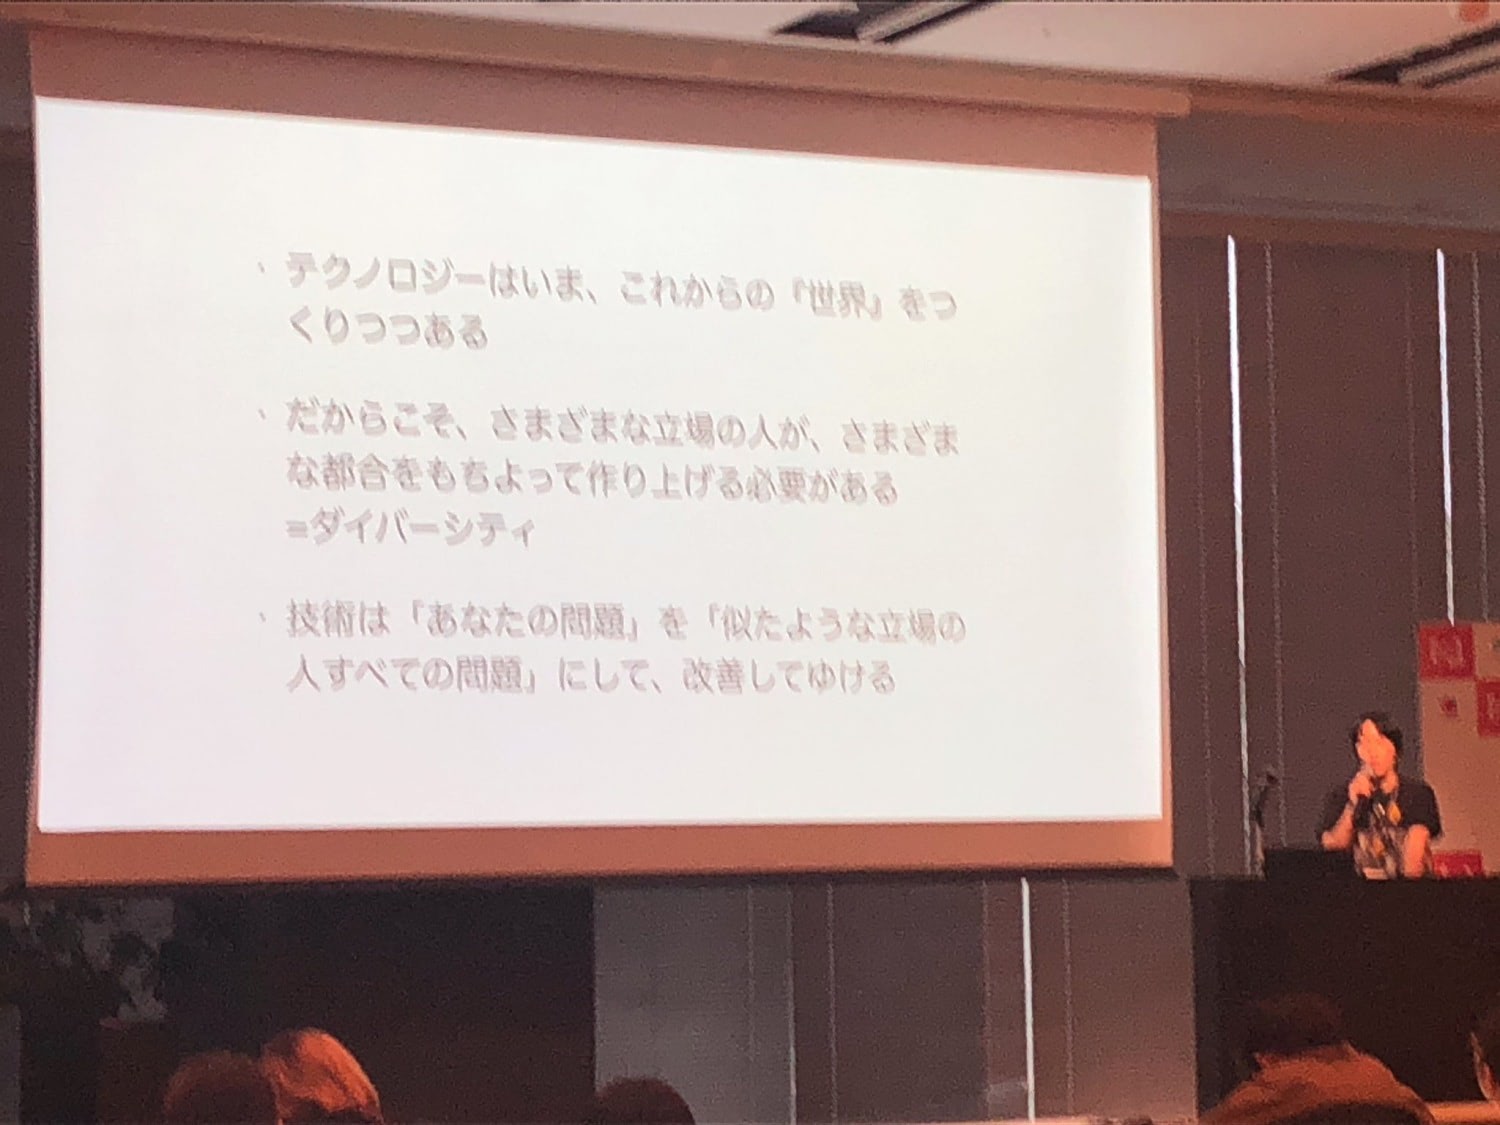 ・テクノロジーはいま、これからの「世界」をつ
くりつつある
・だからこそ、さまざまな立場の人が、さまざま
な都合をもちよって作り上げる必要がある
=ダイバーシティ
・技術は「あなたの問題」を「似たような立場の
人すべての問題」にして、改善してゆける